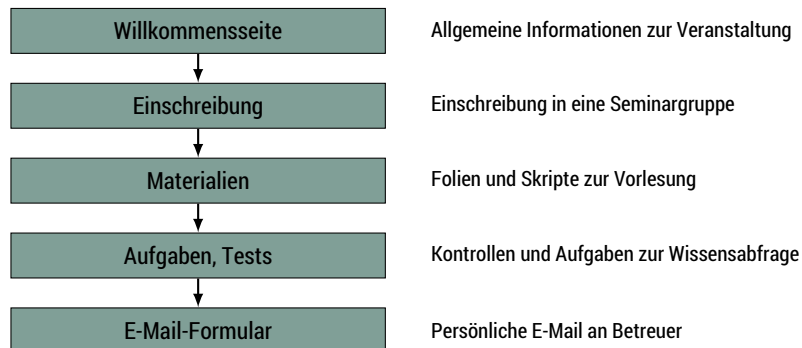 Willkommensseite
Allgemeine Informationen zur Veranstaltung
Einschreibung
Einschreibung in eine Seminargruppe
Materialien
Folien und Skripte zur Vorlesung
Aufgaben, Tests
Kontrollen und Aufgaben zur Wissensabfrage
E-Mail-Formular
Persönliche E-Mail an Betreuer